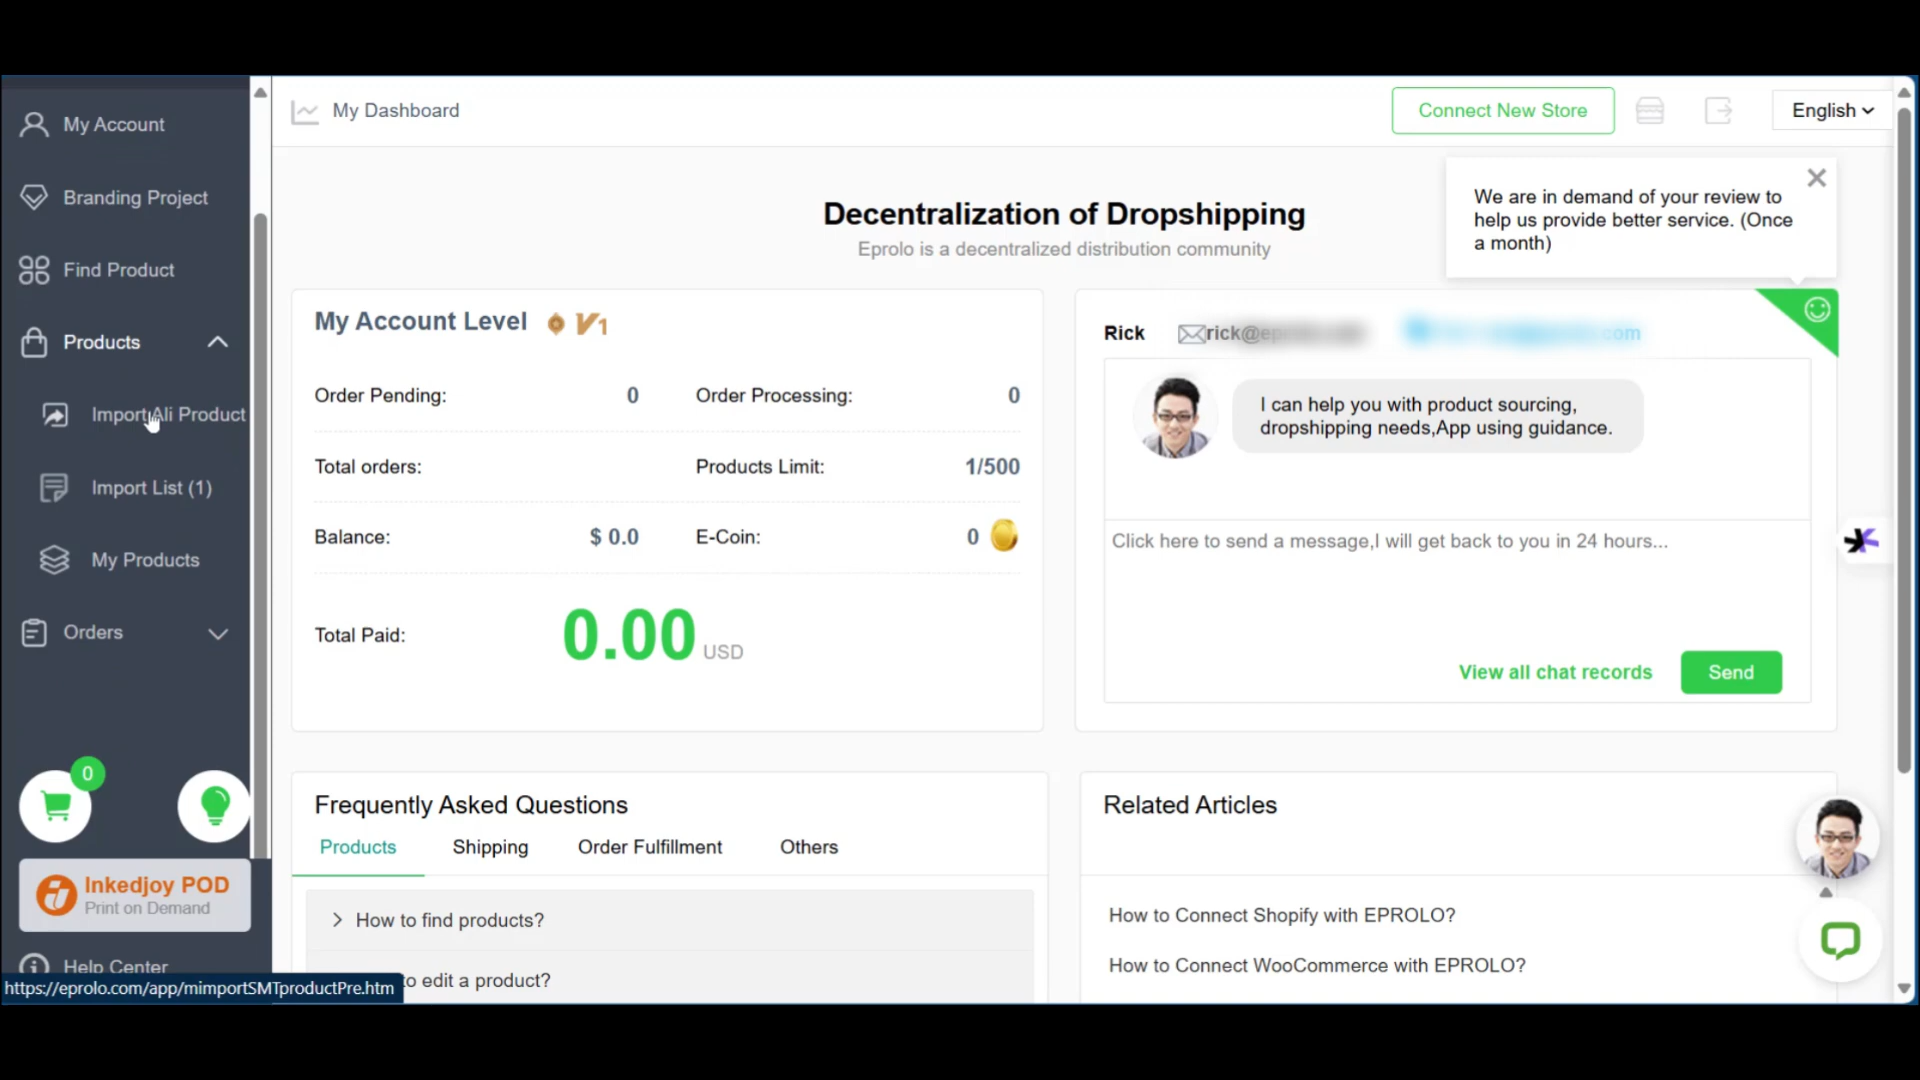 My Account
Branding Project
Find Product
Products
Import Ali Product
Import List (1)
My Products
Orders
0
Inkedjoy POD
Print on Demand
Help Center
https://eprolo.com/app/mimportSMTproductPre.htm
My Dashboard
Connect New Store
English
Decentralization of Dropshipping
Eprolo is a decentralized distribution community
We are in demand of your review to
help us provide better service. (Once
a month)
My Account Level
V1
Order Pending: 0
Order Processing: 0
Total orders:
Products Limit: 1/500
Balance: $ 0.0
E-Coin: 0
Total Paid: 0.00 USD
Rick
rick@ep
.com
I can help you with product sourcing,
dropshipping needs,App using guidance.
Click here to send a message,I will get back to you in 24 hours...
View all chat records
Send
Frequently Asked Questions
Products
Shipping
Order Fulfillment
Others
How to find products?
to edit a product?
Related Articles
How to Connect Shopify with EPROLO?
How to Connect WooCommerce with EPROLO?